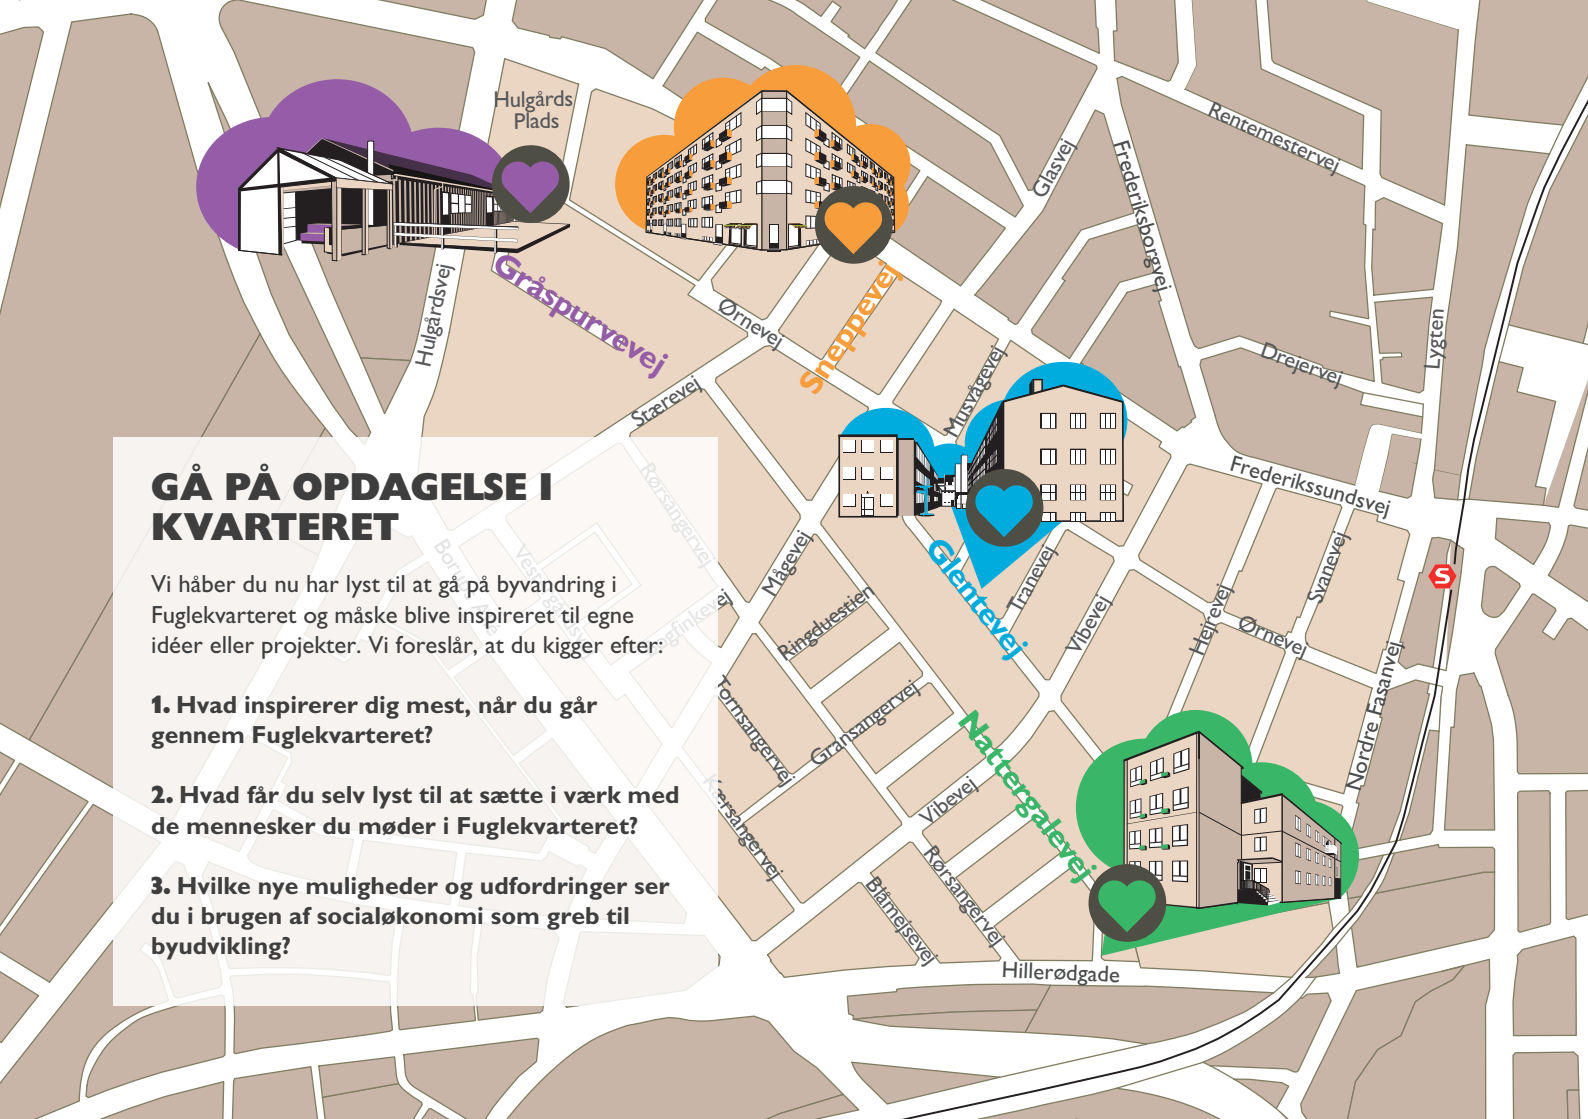 Hulgårds
Plads
Rentemestervej
Glasvej
Frederiksborgvej
Hulgårdsvej
Gråspurvevej
Ørnevej
Sneppevej
Lygten
Drejervej
Musvågevej
Stærevej
GÅ PÅ OPDAGELSE I
KVARTERET
Vi håber du nu har lyst til at gå på byvandring i
Fuglekvarteret og måske blive inspireret til egne
idéer eller projekter. Vi foreslår, at du kigger efter:
1. Hvad inspirerer dig mest, når du går
gennem Fuglekvarteret?
2. Hvad får du selv lyst til at sætte i værk med
de mennesker du møder i Fuglekvarteret?
3. Hvilke nye muligheder og udfordringer ser
du i brugen af socialøkonomi som greb til
byudvikling?
Rørsangervej
Frederikssundsvej
Mågevej
Glentevej
Tranevej
Svanevej
S
Ringduestien
Vibevej
Hejrevej
Ørnevej
Nordre Fasanvej
Tornsangervej
Gransangervej
Nattergalevej
Kærsangervej
Vibevej
Rørsangervej
Blåmejsevej
Hillerødgade